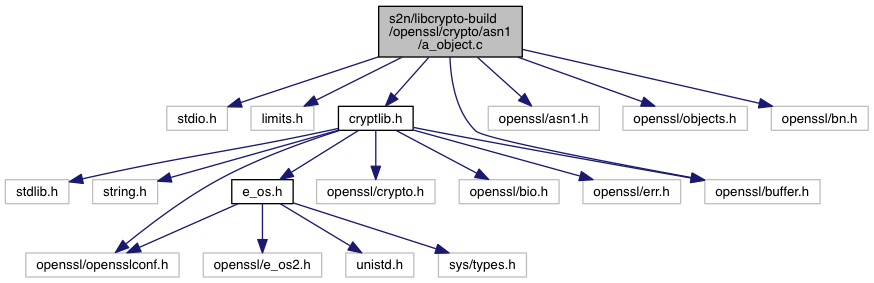 s2n/libcrypto-build
/openssl/crypto/asn1
/a_object.c
stdio.h
limits.h
cryptlib.h
openssl/asn1.h
openssl/objects.h
openssl/bn.h
stdlib.h
string.h
e_os.h
openssl/crypto.h
openssl/bio.h
openssl/err.h
openssl/buffer.h
openssl/opensslconf.h
openssl/e_os2.h
unistd.h
sys/types.h